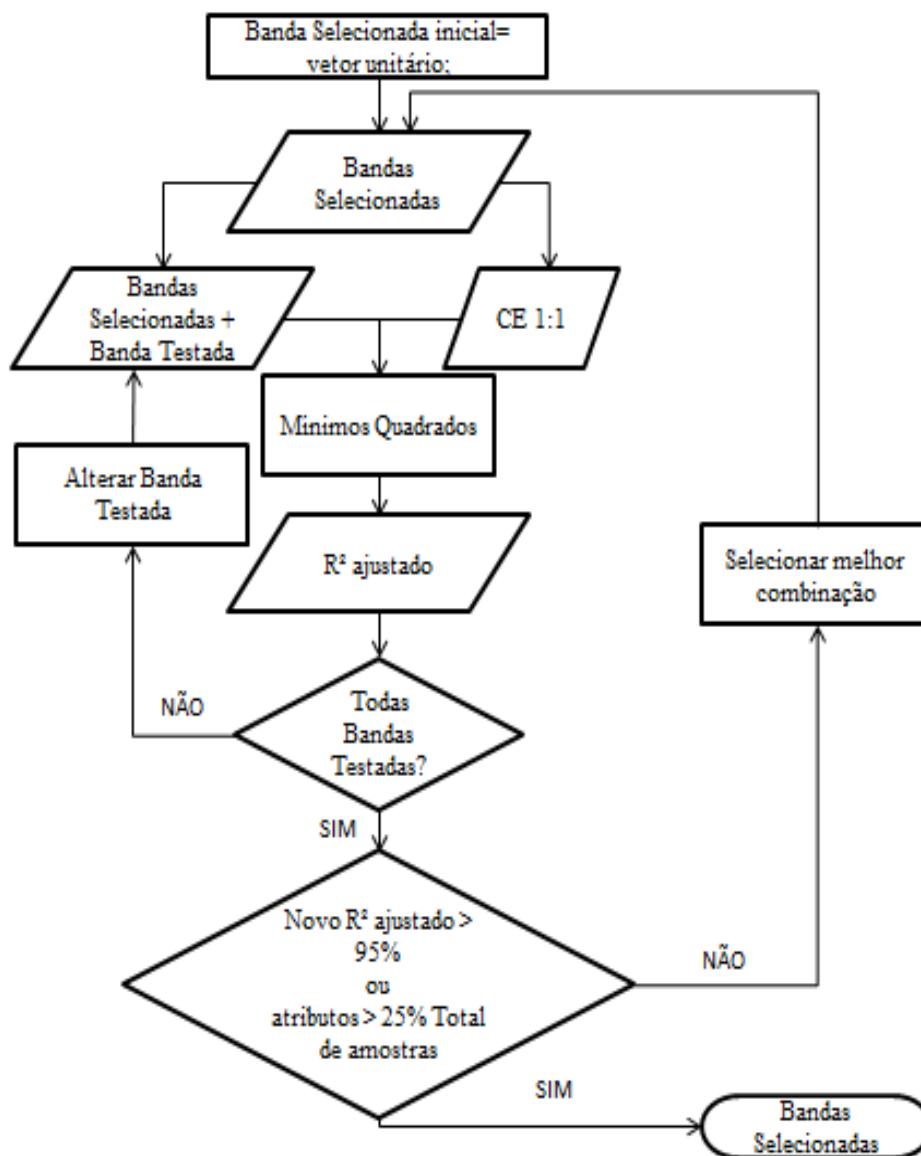 Banda Selecionada inicial=
vetor unitário;
Bandas
Selecionadas
Bandas
Selecionadas +
Banda Testada
CE 1:1
Minimos Quadrados
Alterar Banda
Testada
R² ajustado
Selecionar melhor
combinação
NÃO
Todas
Bandas
Testadas?
SIM
Novo R² ajustado >
95%
ou
atributos > 25% Total
de amostras
NÃO
SIM
Bandas
Selecionadas